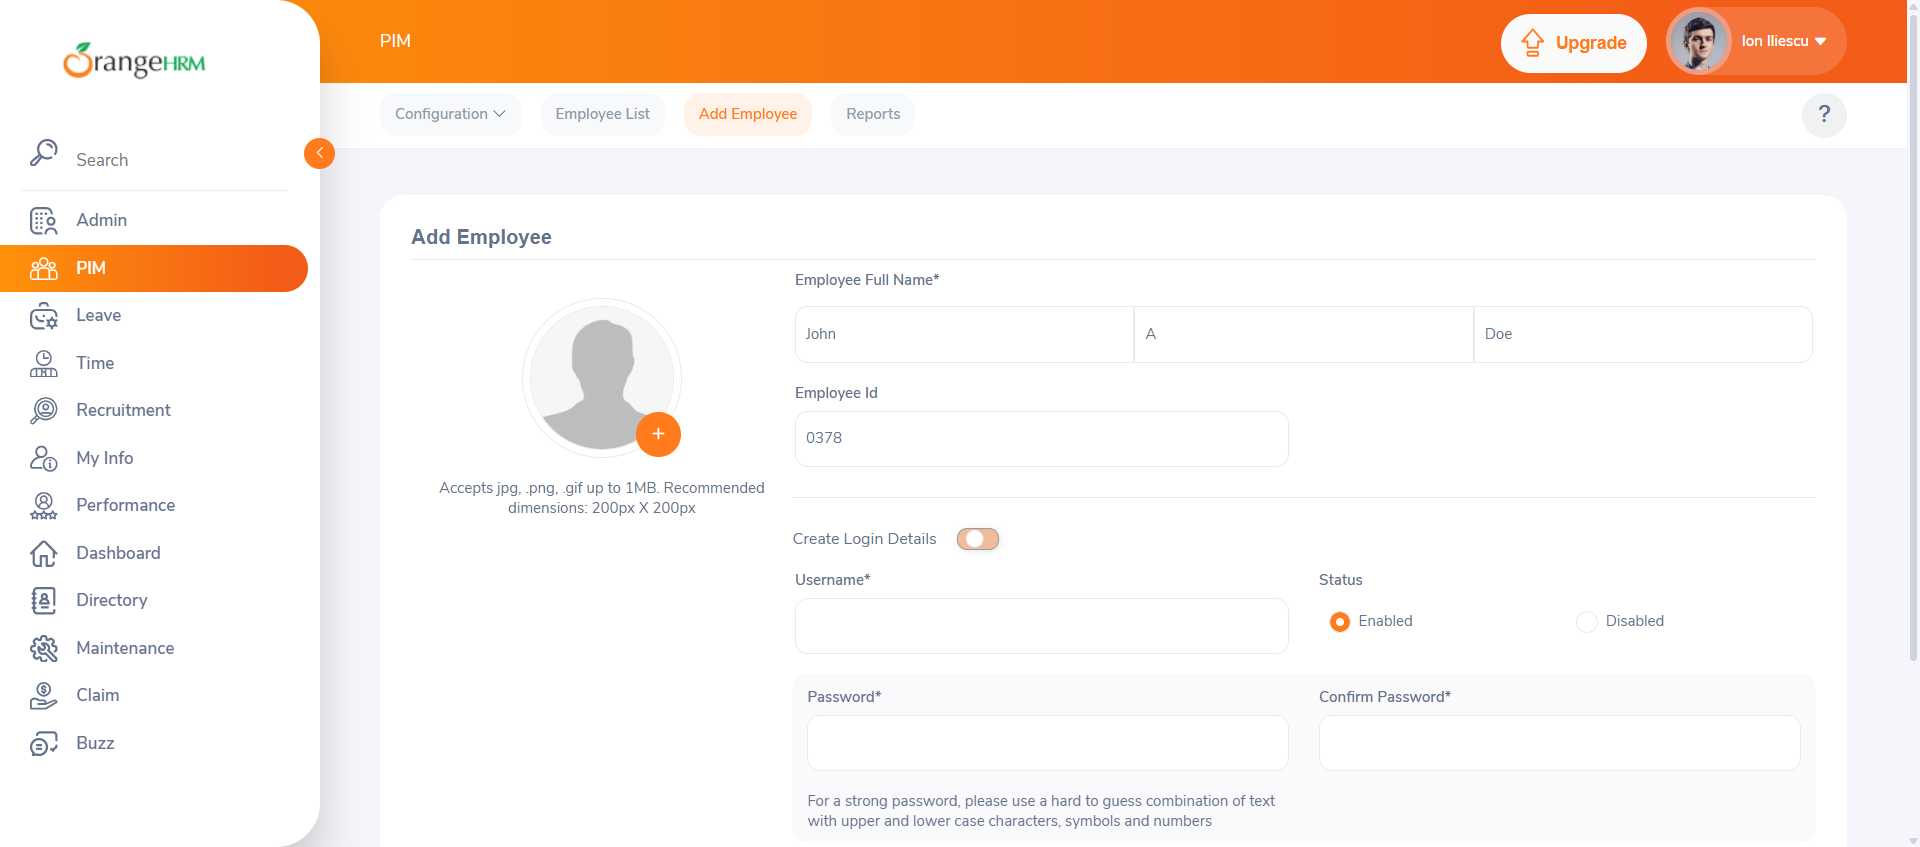 OrangeHRM
Search
Admin
PIM
Leave
Time
Recruitment
My Info
Performance
Dashboard
Directory
Maintenance
Claim
Buzz
PIM
Upgrade
Ion Iliescu
Configuration
Employee List
Add Employee
Reports
?
Add Employee
Accepts jpg, .png, .gif up to 1MB. Recommended
dimensions: 200px X 200px
Employee Full Name*
John
A
Doe
Employee Id
0378
Create Login Details
Username*
Status
Enabled
Disabled
Password*
Confirm Password*
For a strong password, please use a hard to guess combination of text
with upper and lower case characters, symbols and numbers